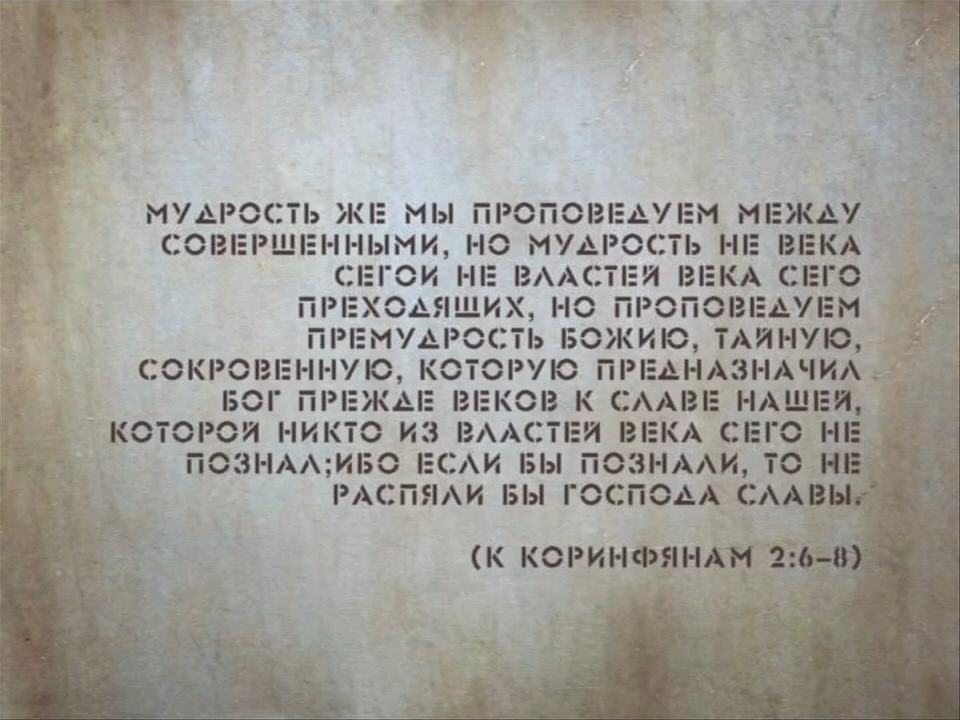 МУДРОСТЬ ЖЕ МЫ ПРОПОВЕДУЕМ МЕЖДУ
СОВЕРШЕННЫМИ, НО МУДРОСТЬ НЕ ВЕКА
СЕГОИ НЕ ВЛАСТЕЙ ВЕКА СЕГО
ПРЕХОДЯЩИХ, НО ПРОПОВЕДУЕМ
ПРЕМУДРОСТЬ БОЖИЮ, ТАЙНУЮ,
СОКРОВЕННУЮ, КОТОРУЮ ПРЕДНАЗНАЧИЛ
БОГ ПРЕЖДЕ ВЕКОВ К СЛАВЕ НАШЕЙ,
КОТОРОЙ НИКТО ИЗ ВЛАСТЕЙ ВЕКА СЕГО НЕ
ПОЗНАЛ;ИБО ЕСЛИ БЫ ПОЗНАЛИ, ТО НЕ
РАСПЯЛИ БЫ ГОСПОДА СЛАВЫ.
(К КОРИНФЯНАМ 2:6–8)